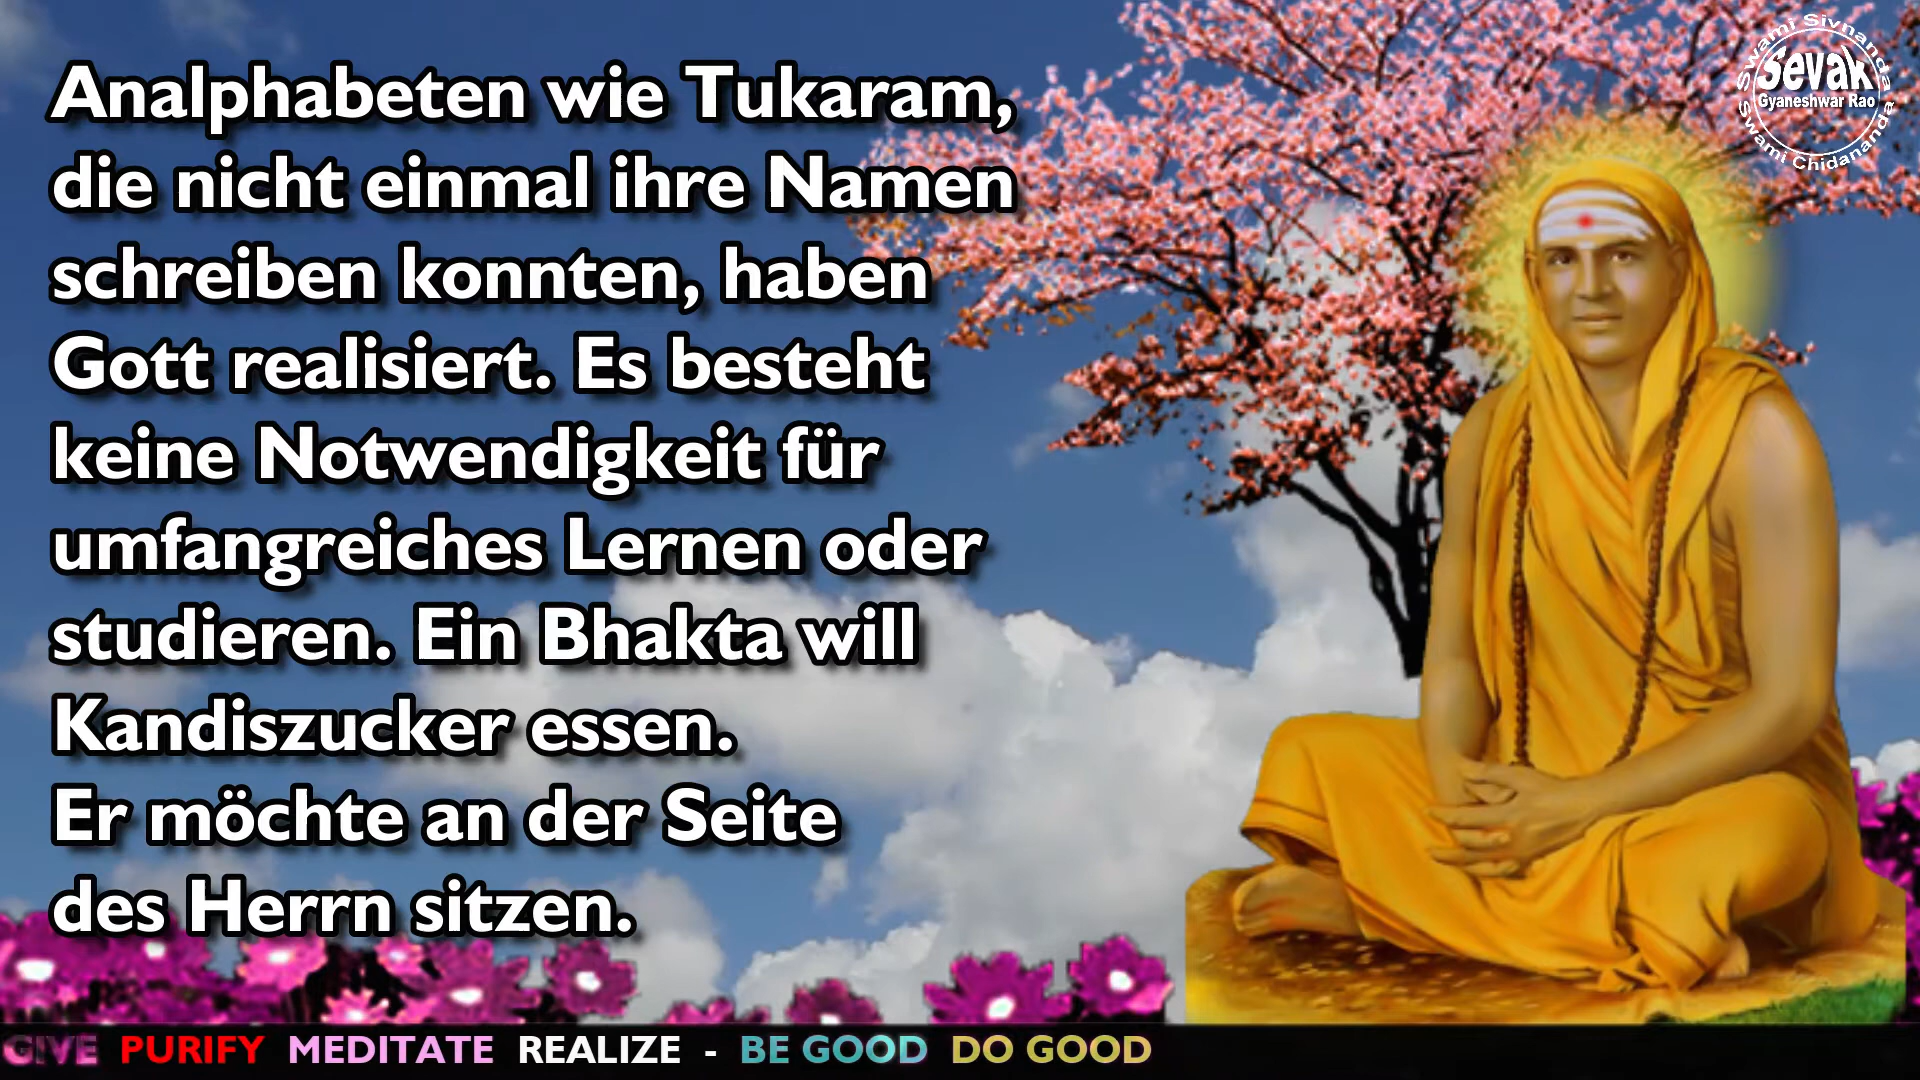 Analphabeten wie Tukaram,
die nicht einmal ihre Namen
schreiben konnten, haben
Gott realisiert. Es besteht
keine Notwendigkeit für
umfangreiches Lernen oder
studieren. Ein Bhakta will
Kandiszucker essen.
Er möchte an der Seite
des Herrn sitzen.
Swami Sivnanda
Sevak
Gyaneshwar Rao
Swami Chidananda
GIVE PURIFY MEDITATE REALIZE - BE GOOD DO GOOD